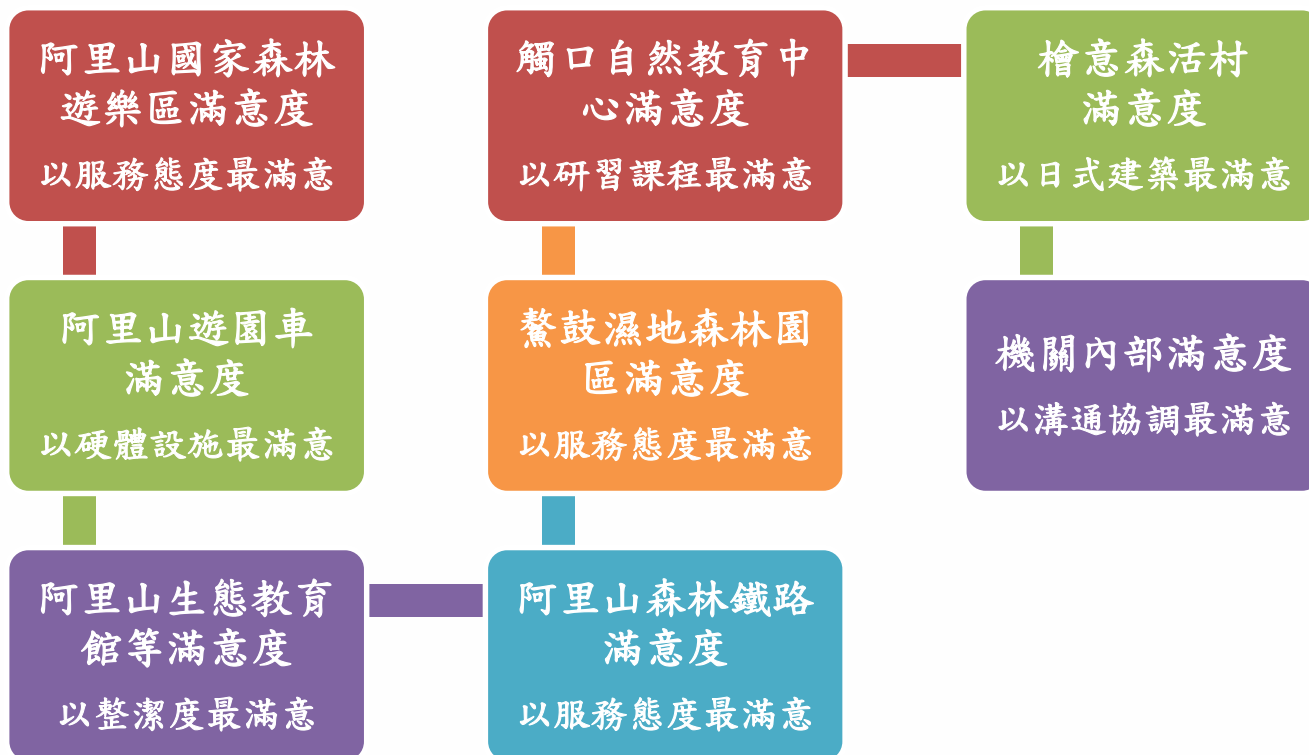 阿里山國家森林
遊樂區滿意度
以服務態度最滿意
阿里山遊園車
滿意度
以硬體設施最滿意
阿里山生態教育
館等滿意度
以整潔度最滿意
阿里山森林鐵路
滿意度
以服務態度最滿意
鰲鼓濕地森林園
區滿意度
以服務態度最滿意
觸口自然教育中
心滿意度
以研習課程最滿意
檜意森活村
滿意度
以日式建築最滿意
機關內部滿意度
以溝通協調最滿意